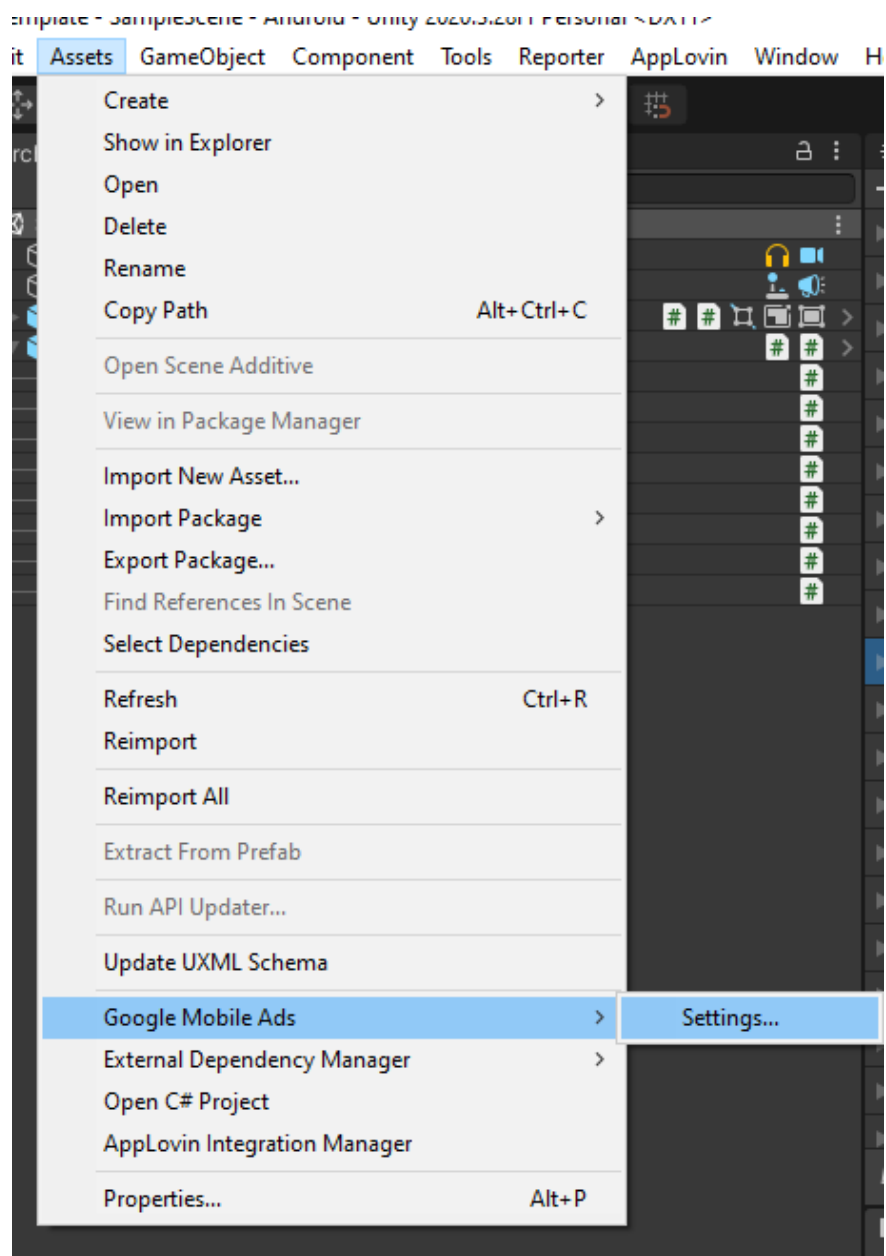 Assets GameObject Component Tools Reporter AppLovin Window
Create
Show in Explorer
Open
Delete
Rename
Copy Path Alt+Ctrl+C
Open Scene Additive
View in Package Manager
Import New Asset...
Import Package
Export Package...
Find References In Scene
Select Dependencies
Refresh Ctrl+R
Reimport
Reimport All
Extract From Prefab
Run API Updater...
Update UXML Schema
Google Mobile Ads Settings...
External Dependency Manager
Open C# Project
AppLovin Integration Manager
Properties... Alt+P